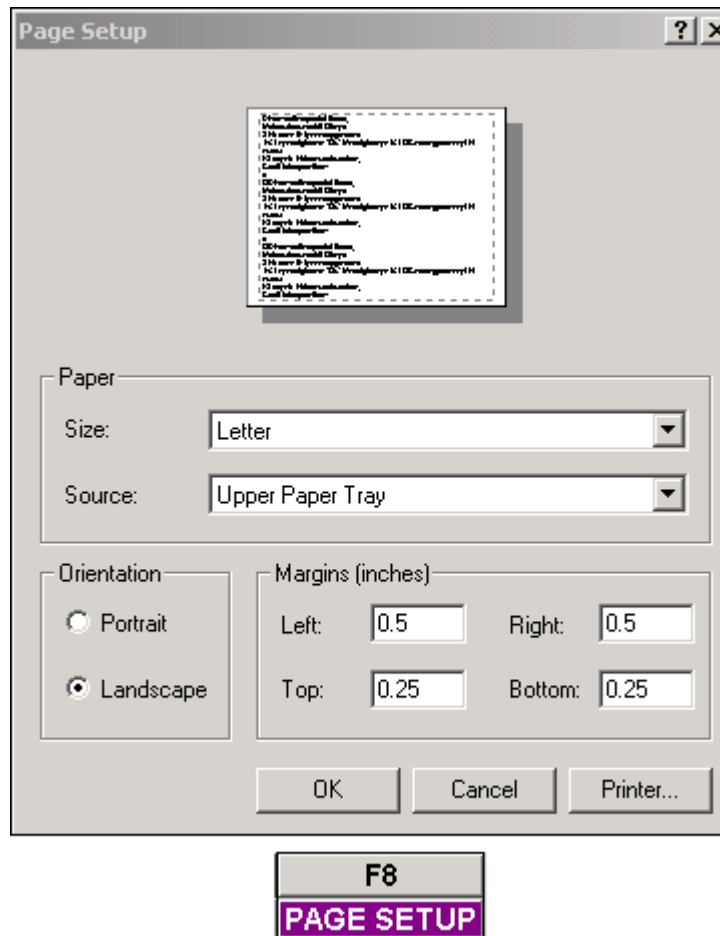 Page Setup
Paper
Size: Letter
Source: Upper Paper Tray
Orientation Margins (inches)
Portrait Left: 0.5 Right: 0.5
Landscape Top: 0.25 Bottom: 0.25
OK Cancel Printer...
F8
PAGE SETUP